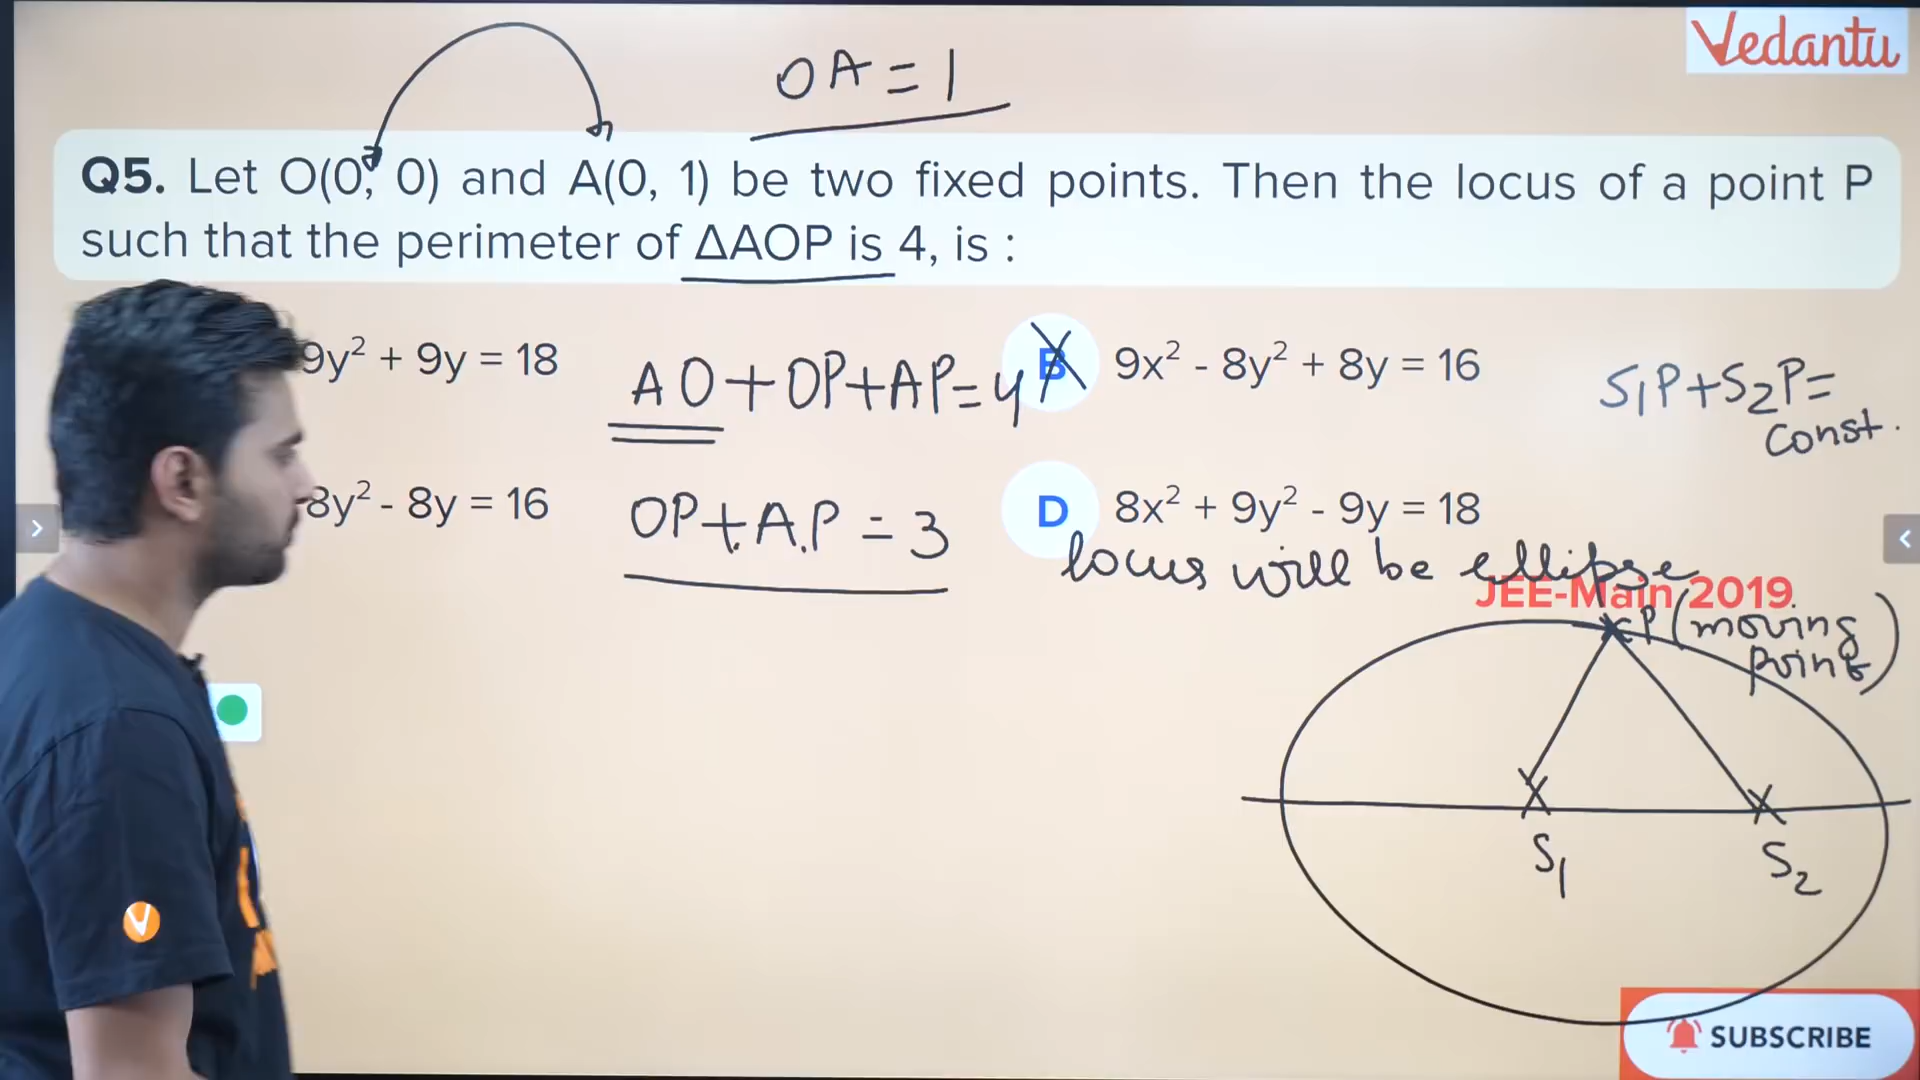 OA = 1
Vedantu
Q5. Let O(0, 0) and A(0, 1) be two fixed points. Then the locus of a point P
such that the perimeter of ΔAOP is 4, is :
9y² + 9y = 18
AO + OP + AP = 4
B 9x² - 8y² + 8y = 16
S₁P + S₂P =
const.
8y² - 8y = 16
OP + AP = 3
D 8x² + 9y² - 9y = 18
locus will be ellipse
JEE-Main 2019
P (moving
point)
S₁
S₂
V
SUBSCRIBE